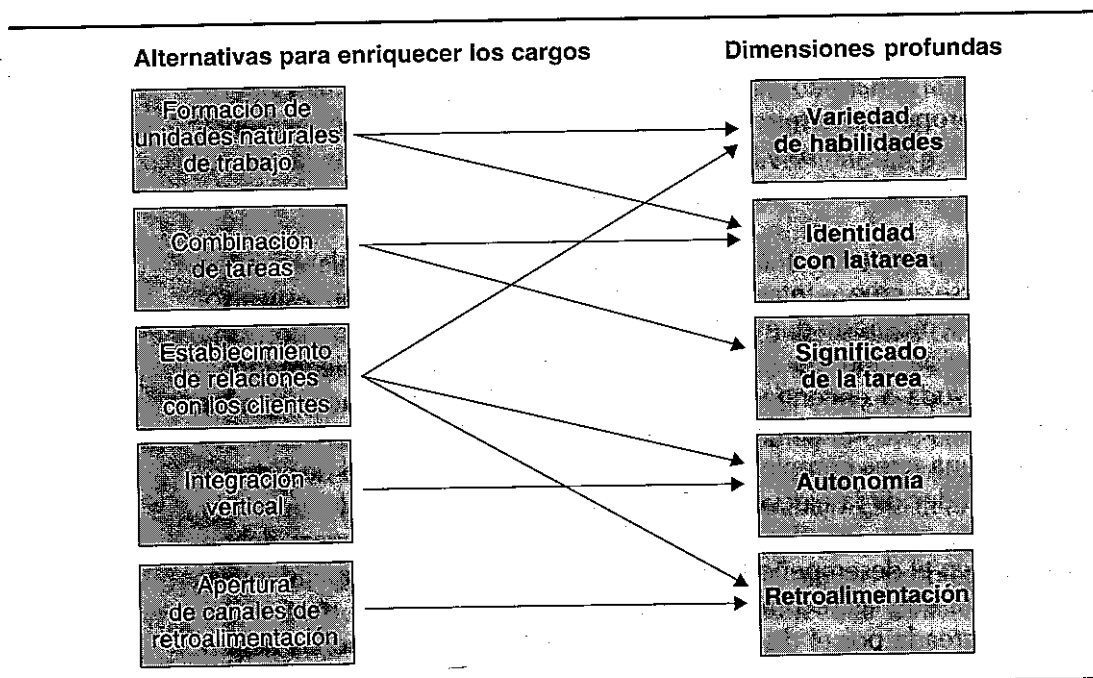 Alternativas para enriquecer los cargos
Dimensiones profundas
Formación de
unidades naturales
de trabajo
Variedad
de habilidades
Combinación
de tareas
Identidad
con la tarea
Establecimiento
de relaciones
con los clientes
Significado
de la tarea
Integración
vertical
Autonomía
Apertura
de canales de
retroalimentación
Retroalimentación